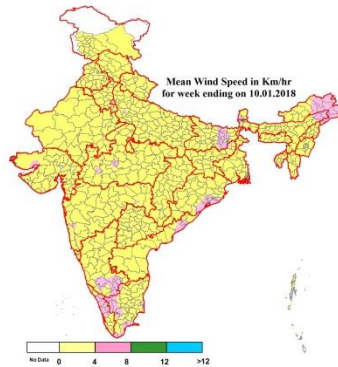 Mean Wind Speed in Km/hr
for week ending on 10.01.2018
No Data 0 4 8 12 >12